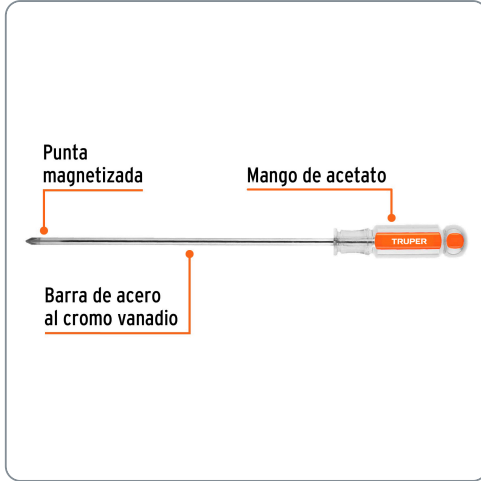 Punta
magnetizada
Mango de acetato
TRUPER
Barra de acero
al cromo vanadio